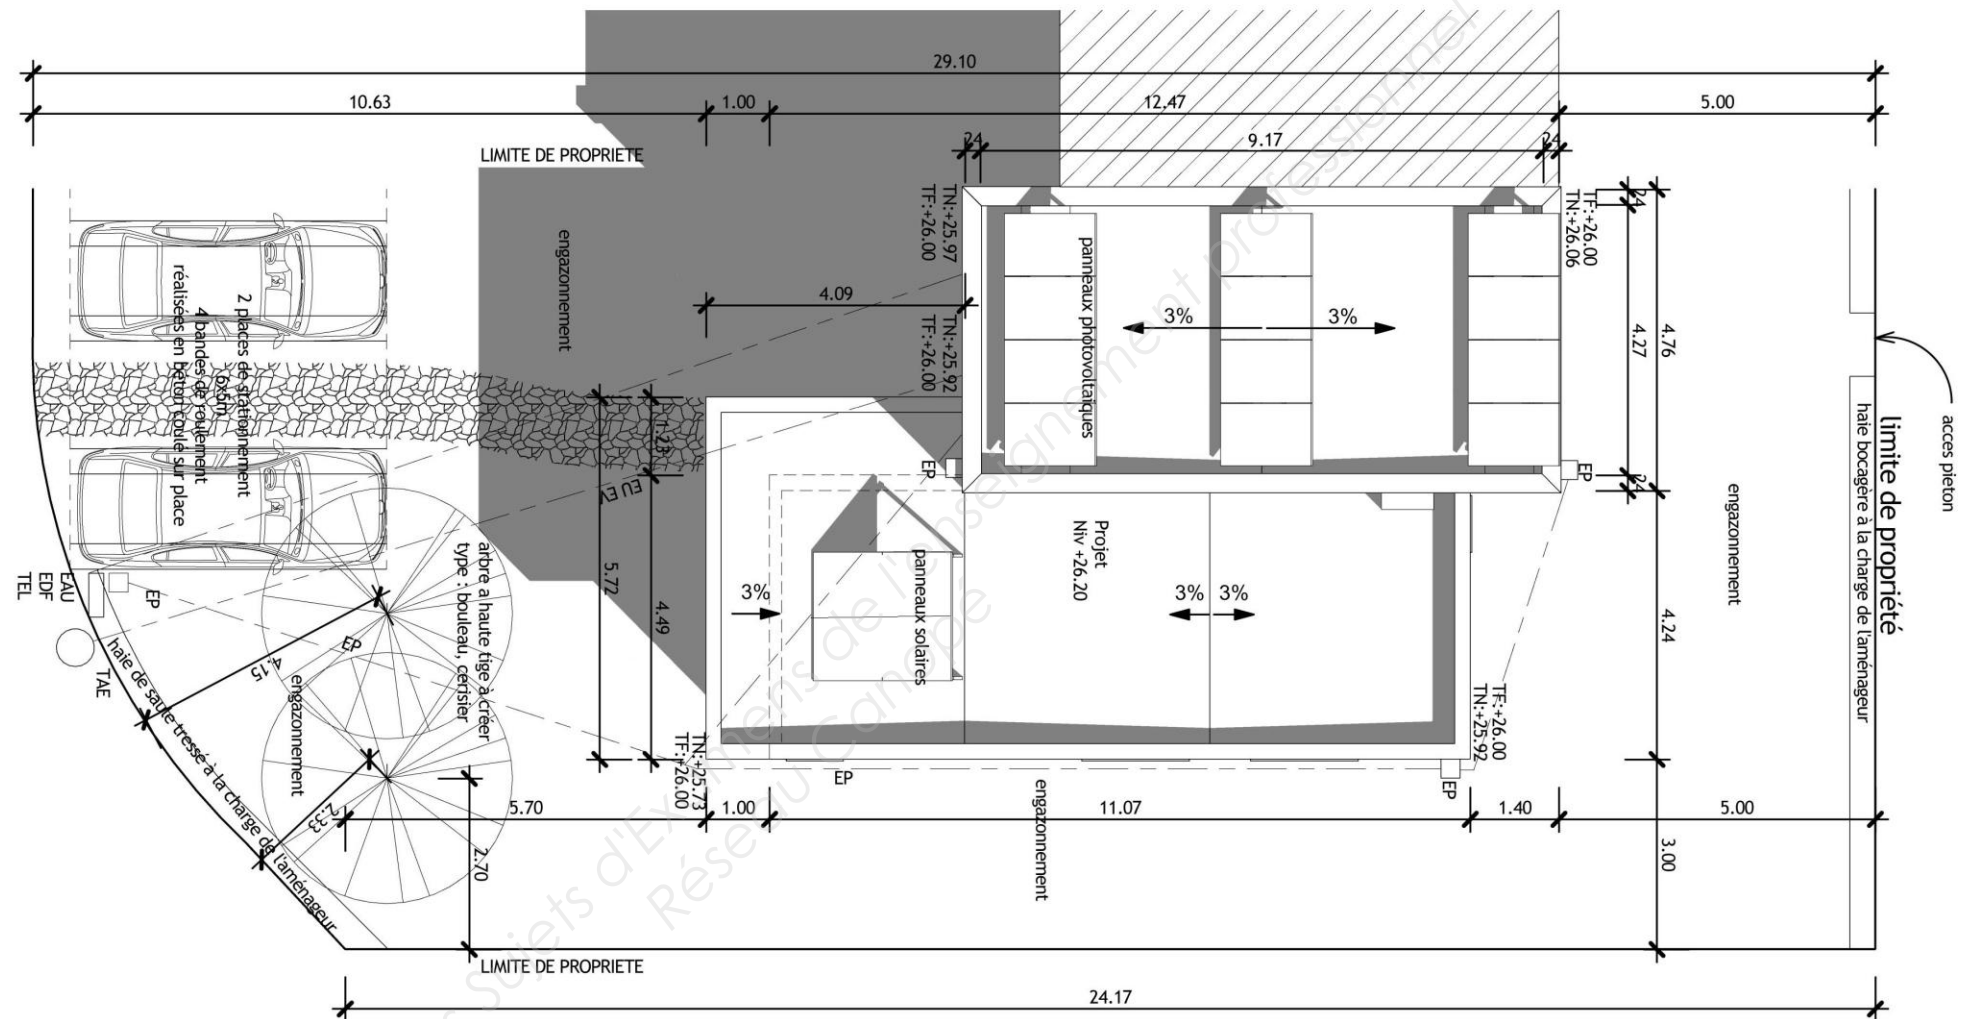 29.10
10.63
1.00
12.47
5.00
24
9.17
24
LIMITE DE PROPRIETE
TN:+25.97
TF:+26.00
TF:+26.00
TN:+26.06
24
4.76
4.27
24
acces pieton
limite de propriété
haie bocagère à la charge de l'aménageur
engazonnement
engazonnement
4.09
TN:+25.92
TF:+26.00
panneaux photovoltaïques
3%
3%
2 places de stationnement
6x5m
4 bandes de roulement
réalisées en béton coulé sur place
1.23
EU EV
EP
EP
5.72
4.49
Projet
Niv +26.20
panneaux solaires
3%
3%
3%
4.24
arbre a haute tige à créer
type : bouleau, cerisier
EAU
EDF
TEL
EP
TAE
EP
4.15
engazonnement
haie de saule tressé à la charge de l'aménageur
2.33
2.70
TN:+25.73
TF:+26.00
TF:+26.00
TN:+25.92
EP
EP
engazonnement
5.70
1.00
11.07
1.40
5.00
3.00
LIMITE DE PROPRIETE
24.17
Sujets d'Examens de l'enseignement professionnel
Réseau Canopé